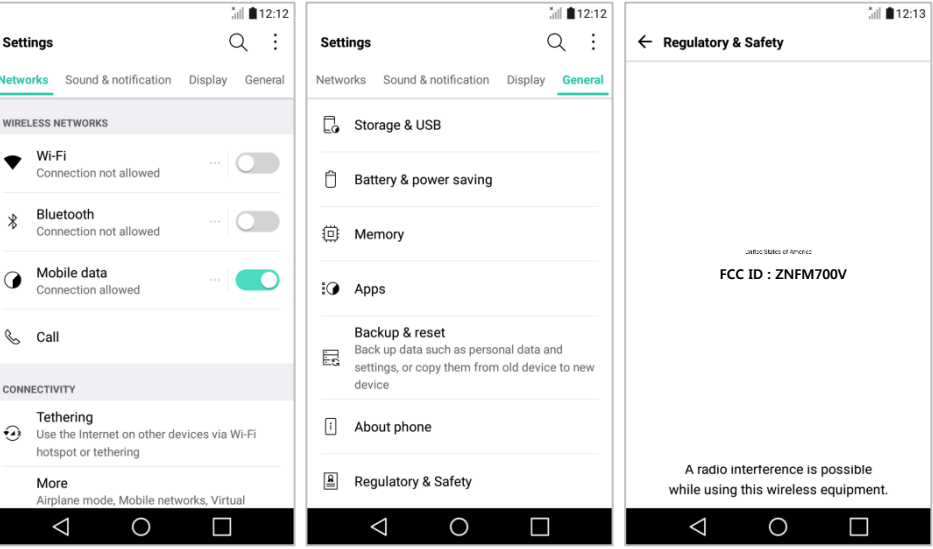 12:12
Settings
Networks Sound & notification Display General
WIRELESS NETWORKS
Wi-Fi
Connection not allowed
Bluetooth
Connection not allowed
Mobile data
Connection allowed
Call
CONNECTIVITY
Tethering
Use the Internet on other devices via Wi-Fi
hotspot or tethering
More
Airplane mode, Mobile networks, Virtual
12:12
Settings
Networks Sound & notification Display General
Storage & USB
Battery & power saving
Memory
Apps
Backup & reset
Back up data such as personal data and
settings, or copy them from old device to new
device
About phone
Regulatory & Safety
12:13
Regulatory & Safety
United States of America
FCC ID : ZNFM700V
A radio interference is possible
while using this wireless equipment.